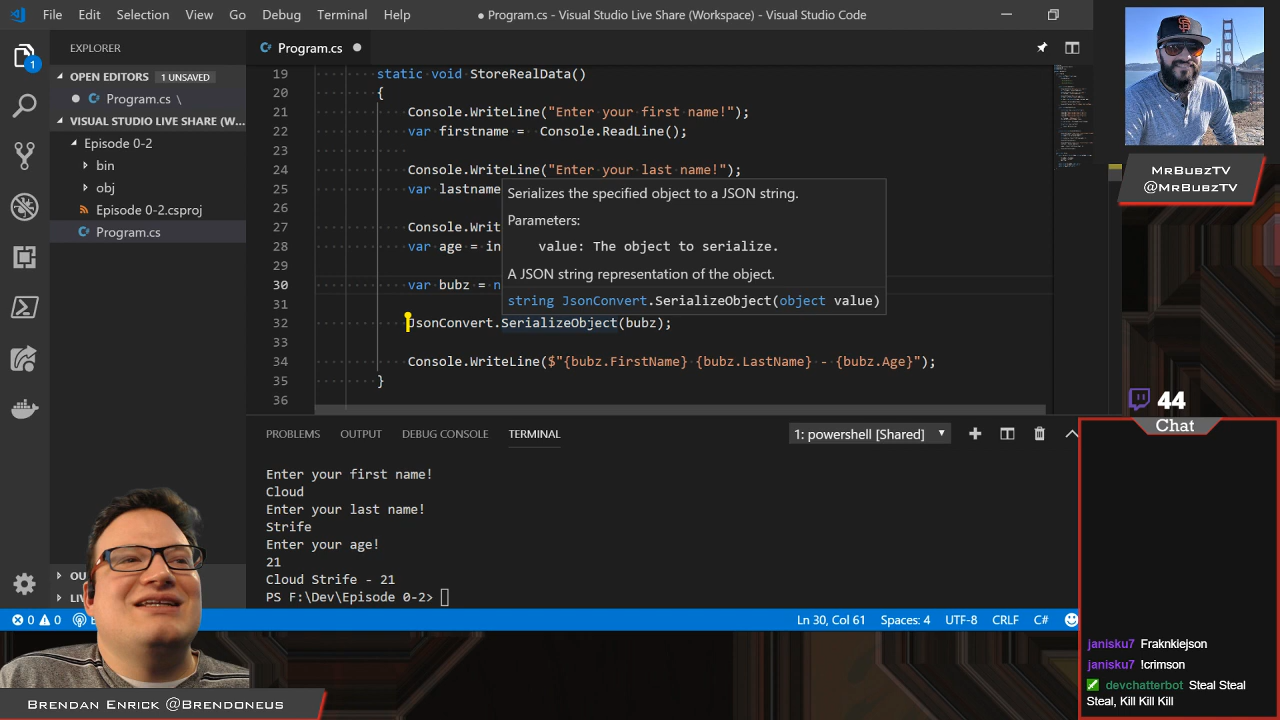 File Edit Selection View Go Debug Terminal Help
● Program.cs - Visual Studio Live Share (Workspace) - Visual Studio Code
EXPLORER
OPEN EDITORS 1 UNSAVED
Program.cs \
VISUAL STUDIO LIVE SHARE (W...
Episode 0-2
bin
obj
Episode 0-2.csproj
Program.cs
1
Program.cs
19 static void StoreRealData()
20 {
21 Console.WriteLine("Enter your first name!");
22 var firstname = Console.ReadLine();
23
24 Console.WriteLine("Enter your last name!");
25 var lastname
26
27 Console.Writ
28 var age = in
29
30 var bubz = n
31
32 JsonConvert.SerializeObject(bubz);
33
34 Console.WriteLine($"{bubz.FirstName} {bubz.LastName} - {bubz.Age}");
35 }
36
Serializes the specified object to a JSON string.
Parameters:
value: The object to serialize.
A JSON string representation of the object.
string JsonConvert.SerializeObject(object value)
PROBLEMS OUTPUT DEBUG CONSOLE TERMINAL
1: powershell [Shared]
Enter your first name!
Cloud
Enter your last name!
Strife
Enter your age!
21
Cloud Strife - 21
PS F:\Dev\Episode 0-2>
OU
LIV
0 0
Ln 30, Col 61 Spaces: 4 UTF-8 CRLF C#
MrBubzTV
@MrBubzTV
44
Chat
janisku7 Fraknkiejson
janisku7 !crimson
devchatterbot Steal Steal
Steal, Kill Kill Kill
Brendan Enrick @Brendoneus